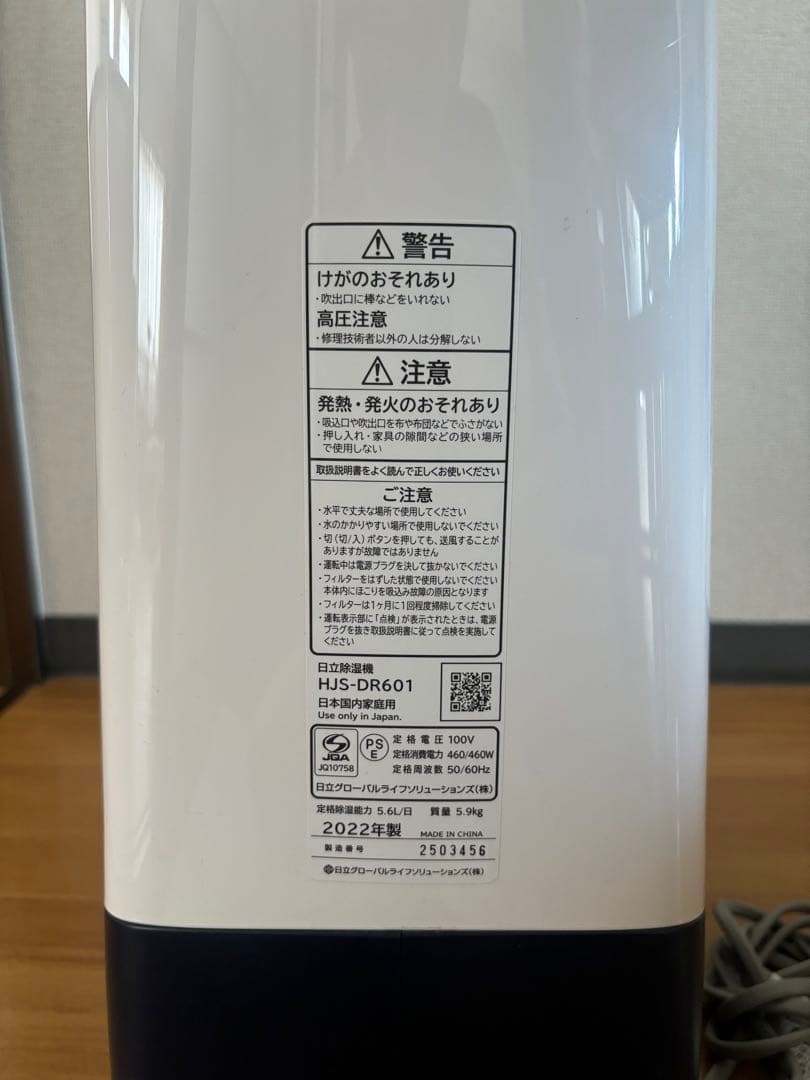 警告
けがのおそれあり
・吹出口に棒などをいれない
高圧注意
・修理技術者以外の人は分解しない
注意
発熱・発火のおそれあり
・吸込口や吹出口を布や布団などでふさがない
・押し入れ・家具の隙間などの狭い場所
で使用しない
取扱説明書をよく読んで正しくお使いください
ご注意
・水平で丈夫な場所で使用してください
・水のかかりやすい場所で使用しないでください
・切（切/入）ボタンを押しても、送風することが
ありますが故障ではありません
・運転中は電源プラグを決して抜かないでください
・フィルターをはずした状態で使用しないでください
本体内にほこりを吸込み故障の原因となります
・フィルターは1ヶ月に1回程度掃除してください
・運転表示部に「点検」が表示されたときは、電源
プラグを抜き取扱説明書に従って点検を実施して
ください
日立除湿機
HJS-DR601
日本国内家庭用
Use only in Japan.
JQA
JQ10758
PS
E
定格電圧 100V
定格消費電力 460/460W
定格周波数 50/60Hz
日立グローバルライフソリューションズ(株)
定格除湿能力 5.6L/日 質量 5.9kg
2022年製 MADE IN CHINA
製造番号 2503456
日立グローバルライフソリューションズ(株)